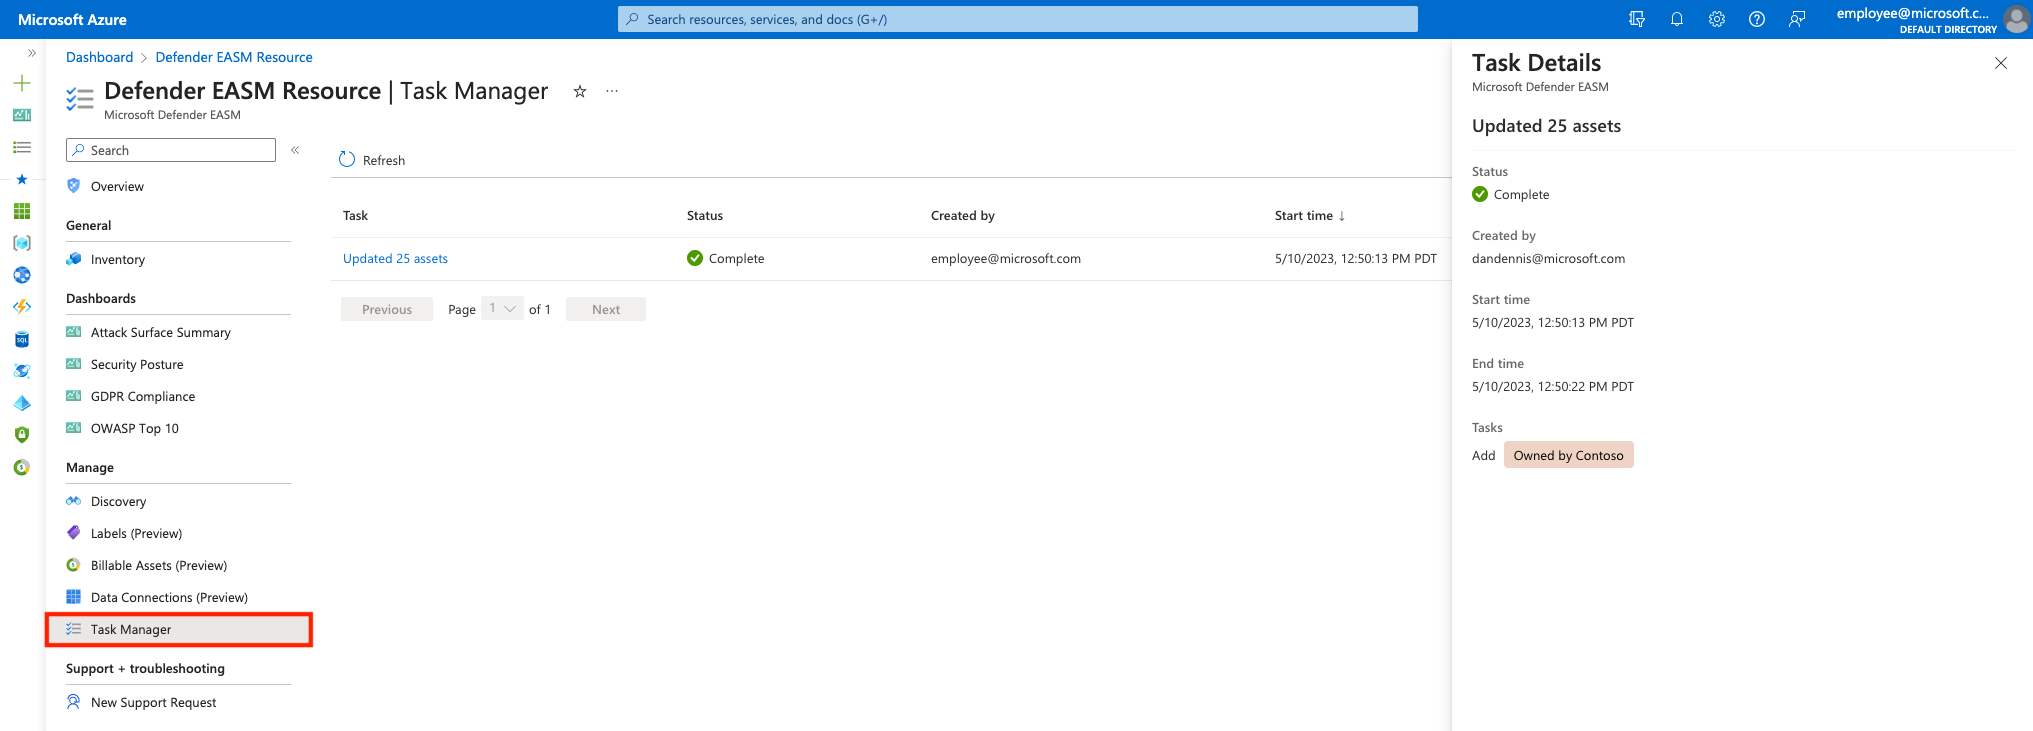 Microsoft Azure
Search resources, services, and docs (G+/)
employee@microsoft.c...
DEFAULT DIRECTORY
Dashboard > Defender EASM Resource
Defender EASM Resource | Task Manager
Microsoft Defender EASM
Search
Overview
General
Inventory
Dashboards
Attack Surface Summary
Security Posture
GDPR Compliance
OWASP Top 10
Manage
Discovery
Labels (Preview)
Billable Assets (Preview)
Data Connections (Preview)
Task Manager
Support + troubleshooting
New Support Request
Refresh
Task Status Created by Start time ↓
Updated 25 assets Complete employee@microsoft.com 5/10/2023, 12:50:13 PM PDT
Previous Page 1 of 1 Next
Task Details
Microsoft Defender EASM
Updated 25 assets
Status
Complete
Created by
dandennis@microsoft.com
Start time
5/10/2023, 12:50:13 PM PDT
End time
5/10/2023, 12:50:22 PM PDT
Tasks
Add Owned by Contoso